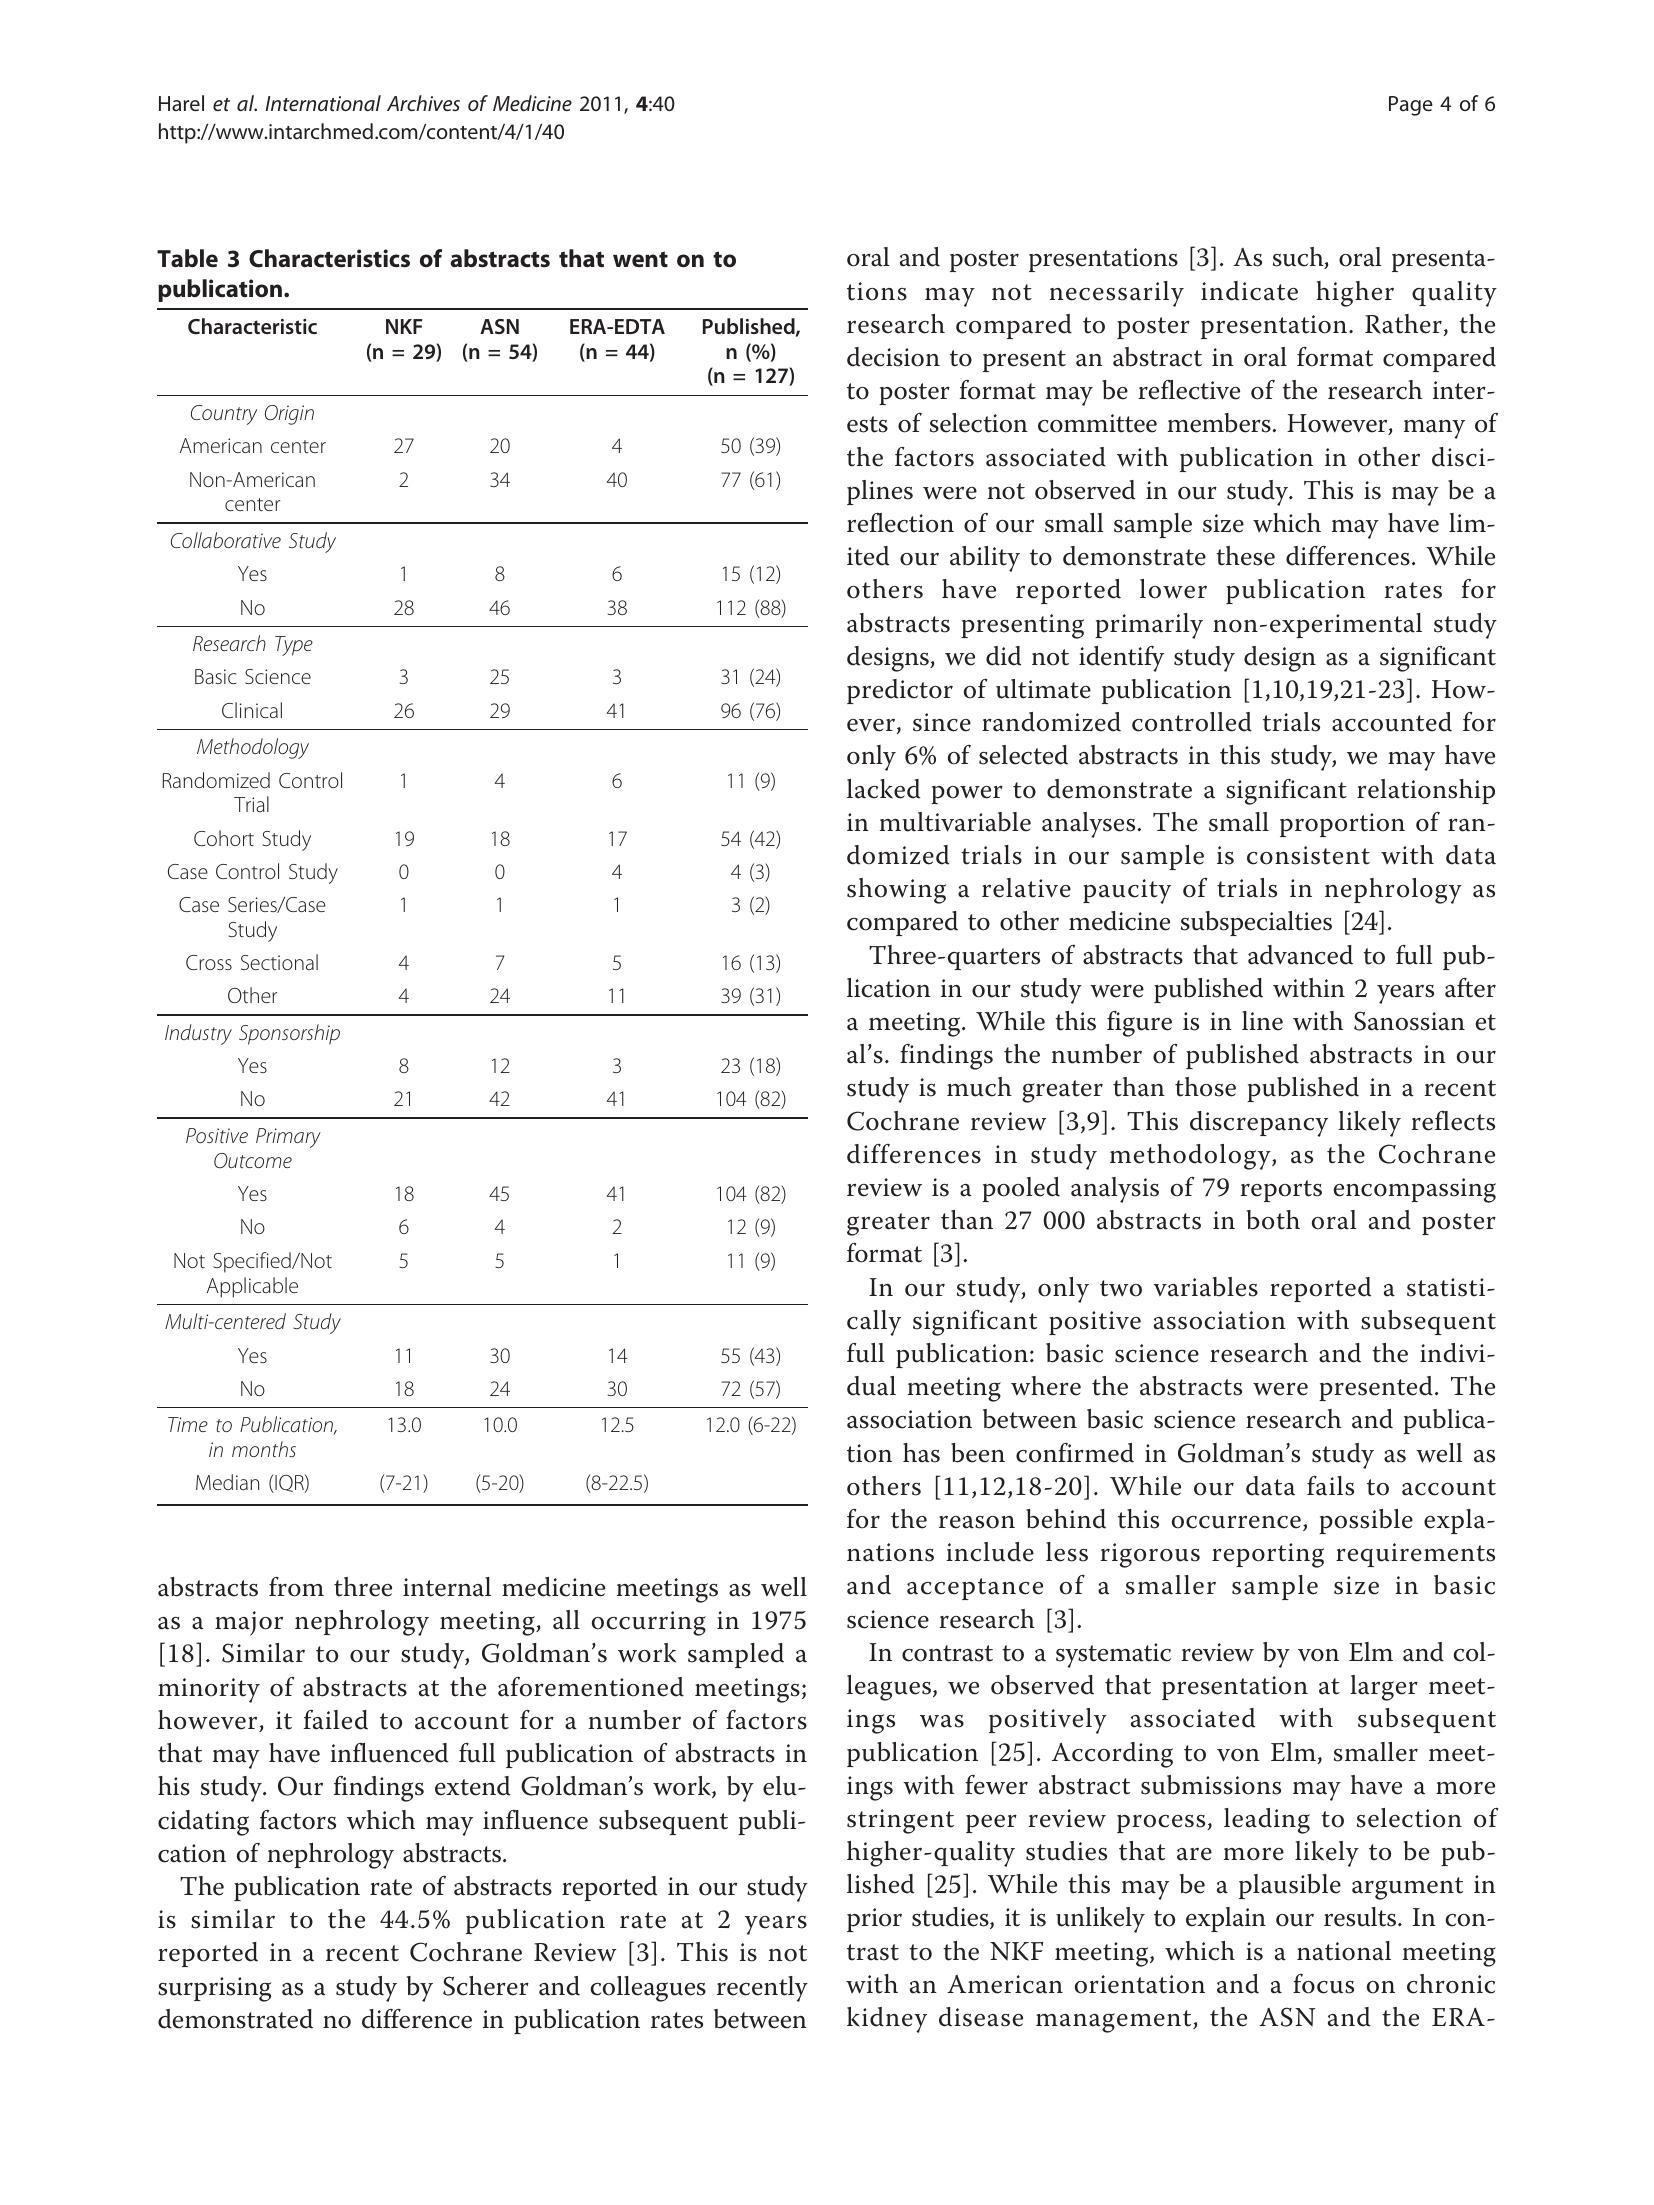 Harel et al. International Archives of Medicine 2011, 4:40
http://www.intarchmed.com/content/4/1/40
Page 4 of 6
Table 3 Characteristics of abstracts that went on to
publication.
Characteristic NKF ASN ERA-EDTA Published,
(n = 29) (n = 54) (n = 44) n (%)
(n = 127)
Country Origin
American center 27 20 4 50 (39)
Non-American 2 34 40 77 (61)
center
Collaborative Study
Yes 1 8 6 15 (12)
No 28 46 38 112 (88)
Research Type
Basic Science 3 25 3 31 (24)
Clinical 26 29 41 96 (76)
Methodology
Randomized Control 1 4 6 11 (9)
Trial
Cohort Study 19 18 17 54 (42)
Case Control Study 0 0 4 4 (3)
Case Series/Case 1 1 1 3 (2)
Study
Cross Sectional 4 7 5 16 (13)
Other 4 24 11 39 (31)
Industry Sponsorship
Yes 8 12 3 23 (18)
No 21 42 41 104 (82)
Positive Primary
Outcome
Yes 18 45 41 104 (82)
No 6 4 2 12 (9)
Not Specified/Not 5 5 1 11 (9)
Applicable
Multi-centered Study
Yes 11 30 14 55 (43)
No 18 24 30 72 (57)
Time to Publication, 13.0 10.0 12.5 12.0 (6-22)
in months
Median (IQR) (7-21) (5-20) (8-22.5)
abstracts from three internal medicine meetings as well
as a major nephrology meeting, all occurring in 1975
[18]. Similar to our study, Goldman's work sampled a
minority of abstracts at the aforementioned meetings;
however, it failed to account for a number of factors
that may have influenced full publication of abstracts in
his study. Our findings extend Goldman's work, by elu-
cidating factors which may influence subsequent publi-
cation of nephrology abstracts.
The publication rate of abstracts reported in our study
is similar to the 44.5% publication rate at 2 years
reported in a recent Cochrane Review [3]. This is not
surprising as a study by Scherer and colleagues recently
demonstrated no difference in publication rates between
oral and poster presentations [3]. As such, oral presenta-
tions may not necessarily indicate higher quality
research compared to poster presentation. Rather, the
decision to present an abstract in oral format compared
to poster format may be reflective of the research inter-
ests of selection committee members. However, many of
the factors associated with publication in other disci-
plines were not observed in our study. This is may be a
reflection of our small sample size which may have lim-
ited our ability to demonstrate these differences. While
others have reported lower publication rates for
abstracts presenting primarily non-experimental study
designs, we did not identify study design as a significant
predictor of ultimate publication [1,10,19,21-23]. How-
ever, since randomized controlled trials accounted for
only 6% of selected abstracts in this study, we may have
lacked power to demonstrate a significant relationship
in multivariable analyses. The small proportion of ran-
domized trials in our sample is consistent with data
showing a relative paucity of trials in nephrology as
compared to other medicine subspecialties [24].
Three-quarters of abstracts that advanced to full pub-
lication in our study were published within 2 years after
a meeting. While this figure is in line with Sanossian et
al's. findings the number of published abstracts in our
study is much greater than those published in a recent
Cochrane review [3,9]. This discrepancy likely reflects
differences in study methodology, as the Cochrane
review is a pooled analysis of 79 reports encompassing
greater than 27 000 abstracts in both oral and poster
format [3].
In our study, only two variables reported a statisti-
cally significant positive association with subsequent
full publication: basic science research and the indivi-
dual meeting where the abstracts were presented. The
association between basic science research and publica-
tion has been confirmed in Goldman's study as well as
others [11,12,18-20]. While our data fails to account
for the reason behind this occurrence, possible expla-
nations include less rigorous reporting requirements
and acceptance of a smaller sample size in basic
science research [3].
In contrast to a systematic review by von Elm and col-
leagues, we observed that presentation at larger meet-
ings was positively associated with subsequent
publication [25]. According to von Elm, smaller meet-
ings with fewer abstract submissions may have a more
stringent peer review process, leading to selection of
higher-quality studies that are more likely to be pub-
lished [25]. While this may be a plausible argument in
prior studies, it is unlikely to explain our results. In con-
trast to the NKF meeting, which is a national meeting
with an American orientation and a focus on chronic
kidney disease management, the ASN and the ERA-